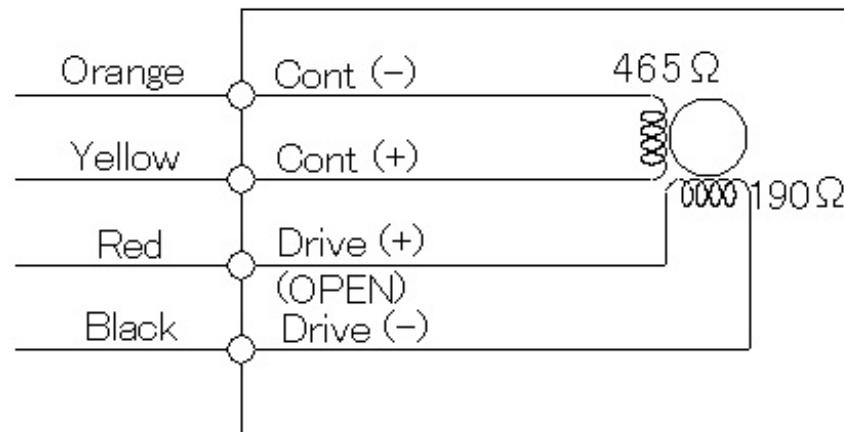 Orange Cont (-) 465Ω
Yellow Cont (+)
190Ω
Red Drive (+)
(OPEN)
Black Drive (-)